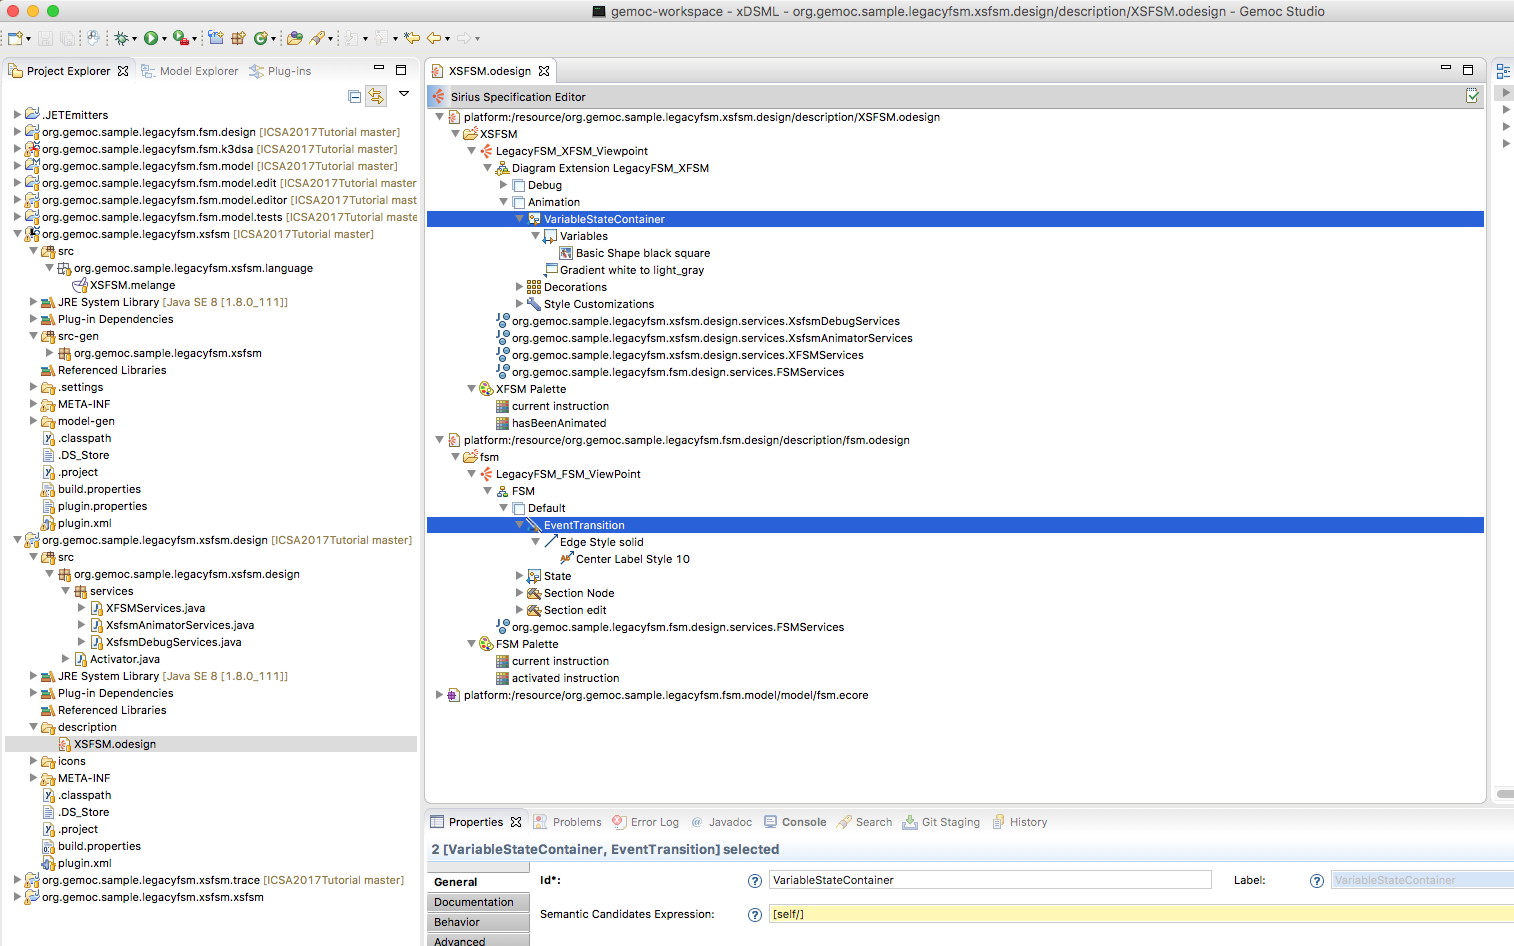 gemoc-workspace - xDSML - org.gemoc.sample.legacyfsm.xsfsm.design/description/XSFSM.odesign - Gemoc Studio
Project Explorer
Model Explorer
Plug-ins
.JETEmitters
org.gemoc.sample.legacyfsm.fsm.design [ICSA2017Tutorial master]
org.gemoc.sample.legacyfsm.fsm.k3dsa [ICSA2017Tutorial master]
org.gemoc.sample.legacyfsm.fsm.model [ICSA2017Tutorial master]
org.gemoc.sample.legacyfsm.fsm.model.edit [ICSA2017Tutorial master
org.gemoc.sample.legacyfsm.fsm.model.editor [ICSA2017Tutorial mas
org.gemoc.sample.legacyfsm.fsm.model.tests [ICSA2017Tutorial maste
org.gemoc.sample.legacyfsm.xsfsm [ICSA2017Tutorial master]
src
org.gemoc.sample.legacyfsm.xsfsm.language
XSFSM.melange
JRE System Library [Java SE 8 [1.8.0_111]]
Plug-in Dependencies
src-gen
org.gemoc.sample.legacyfsm.xsfsm
Referenced Libraries
.settings
META-INF
model-gen
.classpath
.DS_Store
.project
build.properties
plugin.properties
plugin.xml
org.gemoc.sample.legacyfsm.xsfsm.design [ICSA2017Tutorial master]
src
org.gemoc.sample.legacyfsm.xsfsm.design
services
XFSMServices.java
XsfsmAnimatorServices.java
XsfsmDebugServices.java
Activator.java
JRE System Library [Java SE 8 [1.8.0_111]]
Plug-in Dependencies
Referenced Libraries
description
XSFSM.odesign
icons
META-INF
.classpath
.DS_Store
.project
build.properties
plugin.xml
org.gemoc.sample.legacyfsm.xsfsm.trace [ICSA2017Tutorial master]
org.gemoc.sample.legacyfsm.xsfsm.xsfsm
XSFSM.odesign
Sirius Specification Editor
platform:/resource/org.gemoc.sample.legacyfsm.xsfsm.design/description/XSFSM.odesign
XSFSM
LegacyFSM_XFSM_Viewpoint
Diagram Extension LegacyFSM_XFSM
Debug
Animation
VariableStateContainer
Variables
Basic Shape black square
Gradient white to light_gray
Decorations
Style Customizations
org.gemoc.sample.legacyfsm.xsfsm.design.services.XsfsmDebugServices
org.gemoc.sample.legacyfsm.xsfsm.design.services.XsfsmAnimatorServices
org.gemoc.sample.legacyfsm.xsfsm.design.services.XFSMServices
org.gemoc.sample.legacyfsm.fsm.design.services.FSMServices
XFSM Palette
current instruction
hasBeenAnimated
platform:/resource/org.gemoc.sample.legacyfsm.fsm.design/description/fsm.odesign
fsm
LegacyFSM_FSM_ViewPoint
FSM
Default
EventTransition
Edge Style solid
Center Label Style 10
State
Section Node
Section edit
org.gemoc.sample.legacyfsm.fsm.design.services.FSMServices
FSM Palette
current instruction
activated instruction
platform:/resource/org.gemoc.sample.legacyfsm.fsm.model/model/fsm.ecore
Properties
Problems
Error Log
@ Javadoc
Console
Search
Git Staging
History
2 [VariableStateContainer, EventTransition] selected
General
Documentation
Behavior
Advanced
Id*:
VariableStateContainer
Label:
VariableStateContainer
Semantic Candidates Expression:
[self/]